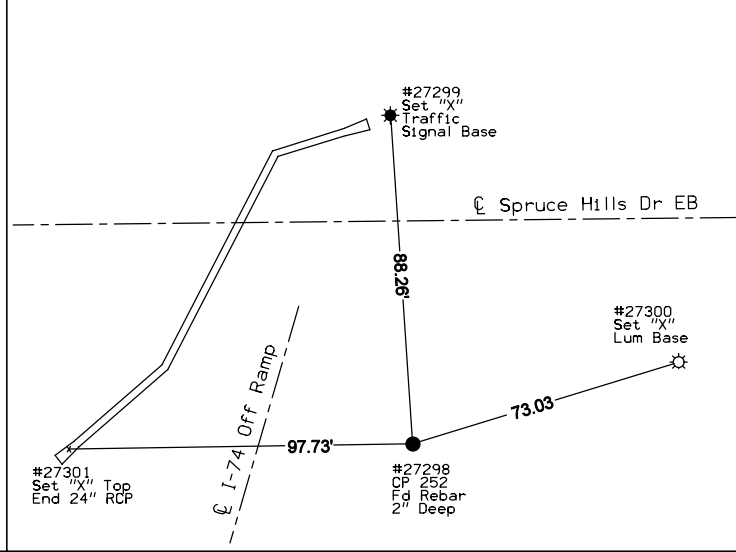 #27299
Set "X"
Traffic
Signal Base
℄ Spruce Hills Dr EB
88.26'
#27300
Set "X"
Lum Base
℄ I-74 Off Ramp
73.03
97.73'
#27301
Set "X" Top
End 24" RCP
#27298
CP 252
Fd Rebar
2" Deep